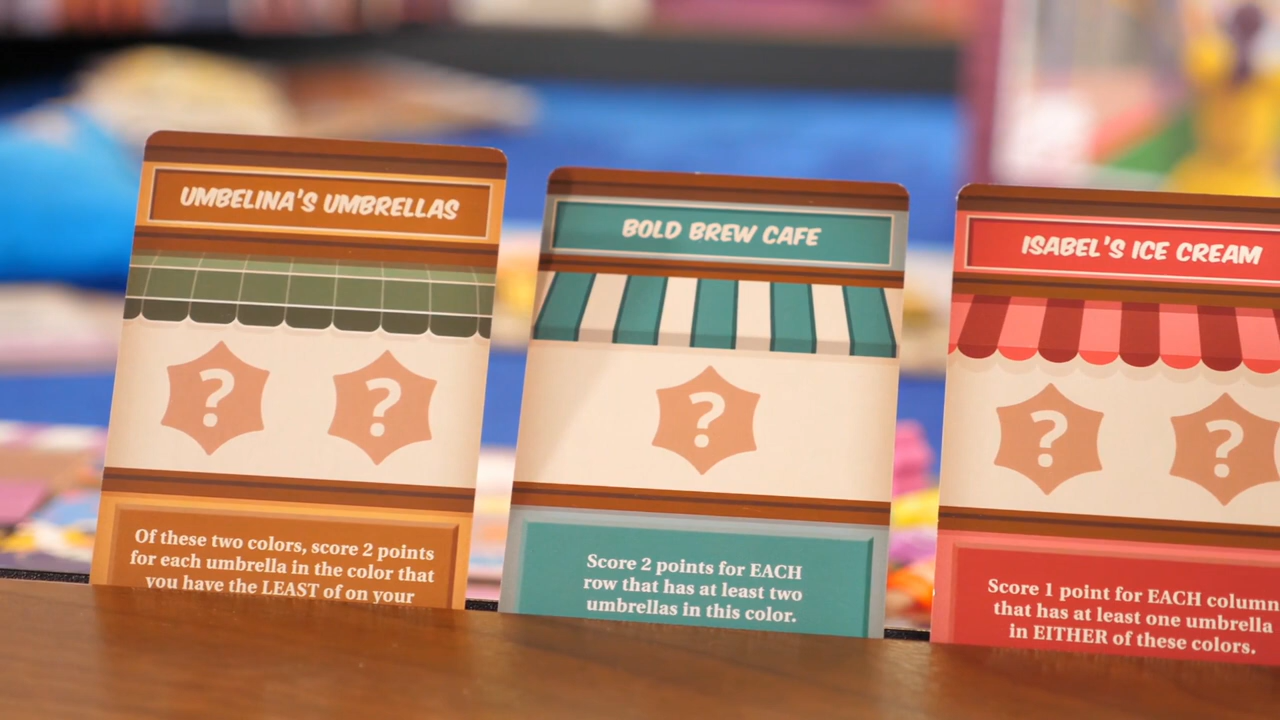 UMBELINA'S UMBRELLAS
? ?
Of these two colors, score 2 points
for each umbrella in the color that
you have the LEAST of on your
BOLD BREW CAFE
?
Score 2 points for EACH
row that has at least two
umbrellas in this color.
ISABEL'S ICE CREAM
? ?
Score 1 point for EACH column
that has at least one umbrella
in EITHER of these colors.